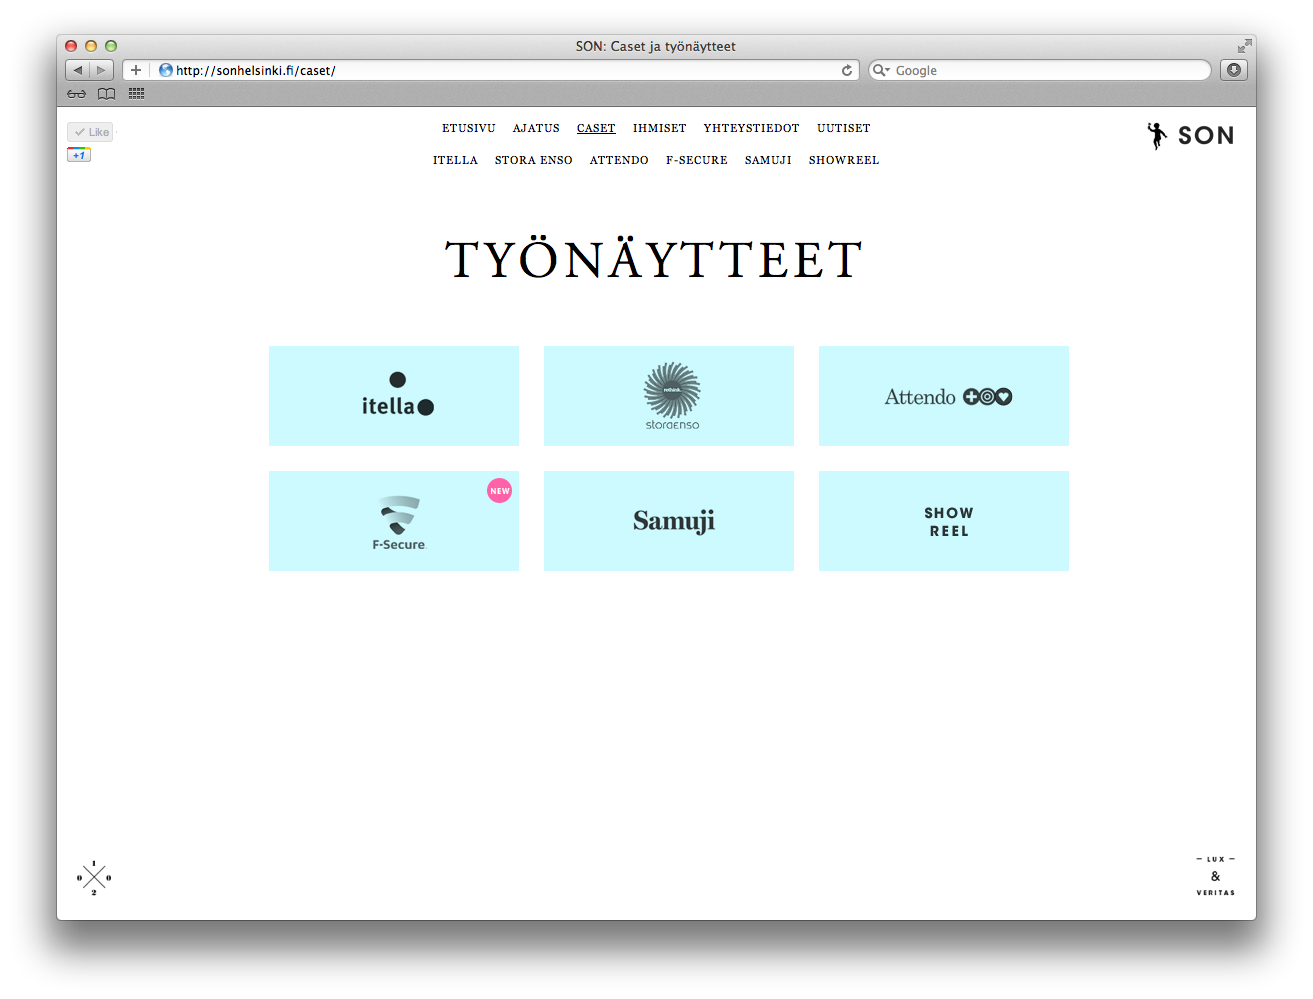 SON: Caset ja työnäytteet
http://sonhelsinki.fi/caset/
Google
Like
+1
ETUSIVU AJATUS CASET IHMISET YHTEYSTIEDOT UUTISET
SON
ITELLA STORA ENSO ATTENDO F-SECURE SAMUJI SHOWREEL
TYÖNÄYTTEET
itella
rethink.
storaenso
Attendo
NEW
F-Secure
Samuji
SHOW
REEL
1
0 0
2
– LUX –
&
VERITAS